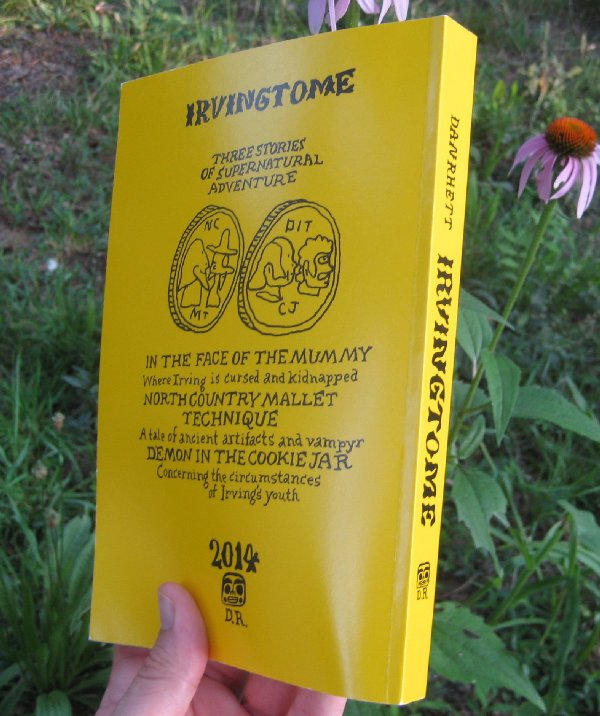 IRVINGTOME
THREE STORIES
OF SUPERNATURAL
ADVENTURE
NC
MT
DIT
CJ
IN THE FACE OF THE MUMMY
Where Irving is cursed and kidnapped
NORTH COUNTRY MALLET
TECHNIQUE
A tale of ancient artifacts and vampyr
DEMON IN THE COOKIE JAR
Concerning the circumstances
of Irving's youth
2014
D.R.
DAN RHETT
IRVINGTOME
D.R.